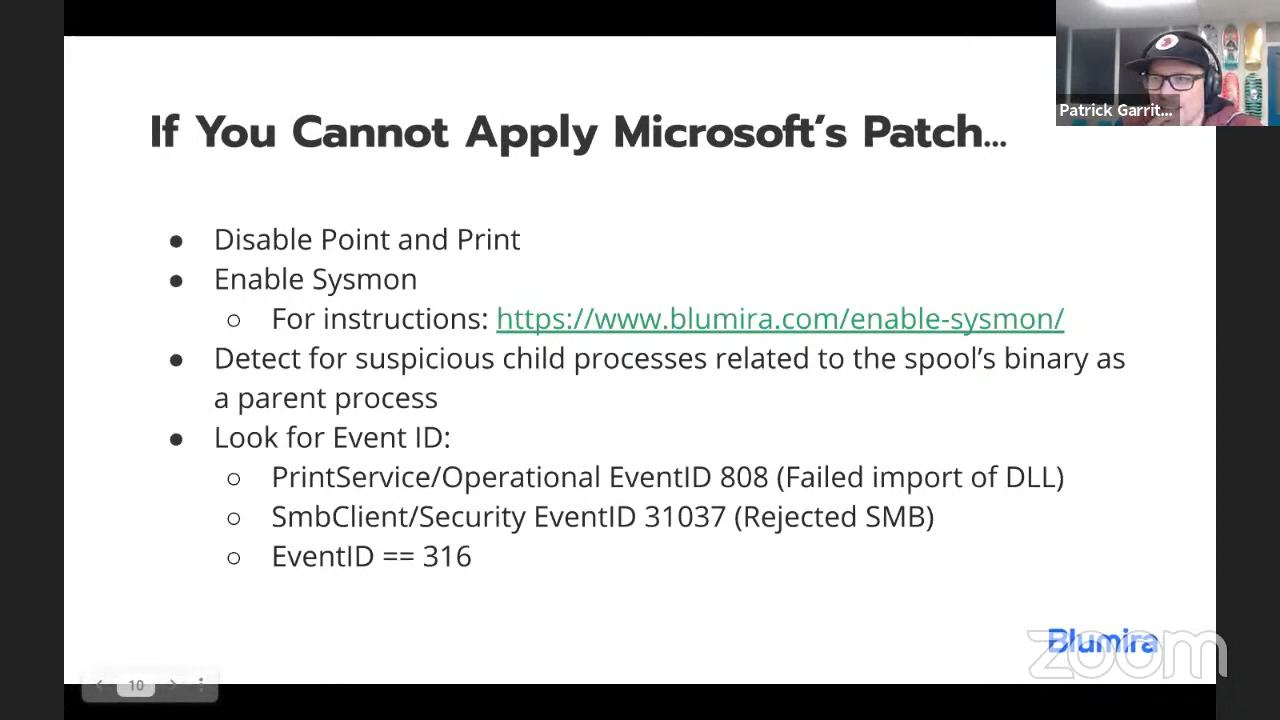 If You Cannot Apply Microsoft's Patch...
Patrick Garrit...
● Disable Point and Print
● Enable Sysmon
○ For instructions: https://www.blumira.com/enable-sysmon/
● Detect for suspicious child processes related to the spool's binary as
a parent process
● Look for Event ID:
○ PrintService/Operational EventID 808 (Failed import of DLL)
○ SmbClient/Security EventID 31037 (Rejected SMB)
○ EventID == 316
Blumira
zoom
10